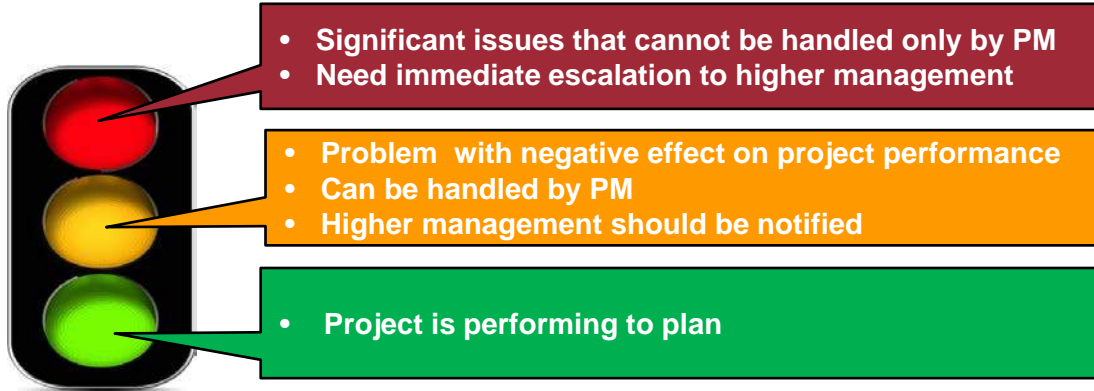 • Significant issues that cannot be handled only by PM
• Need immediate escalation to higher management
• Problem with negative effect on project performance
• Can be handled by PM
• Higher management should be notified
• Project is performing to plan